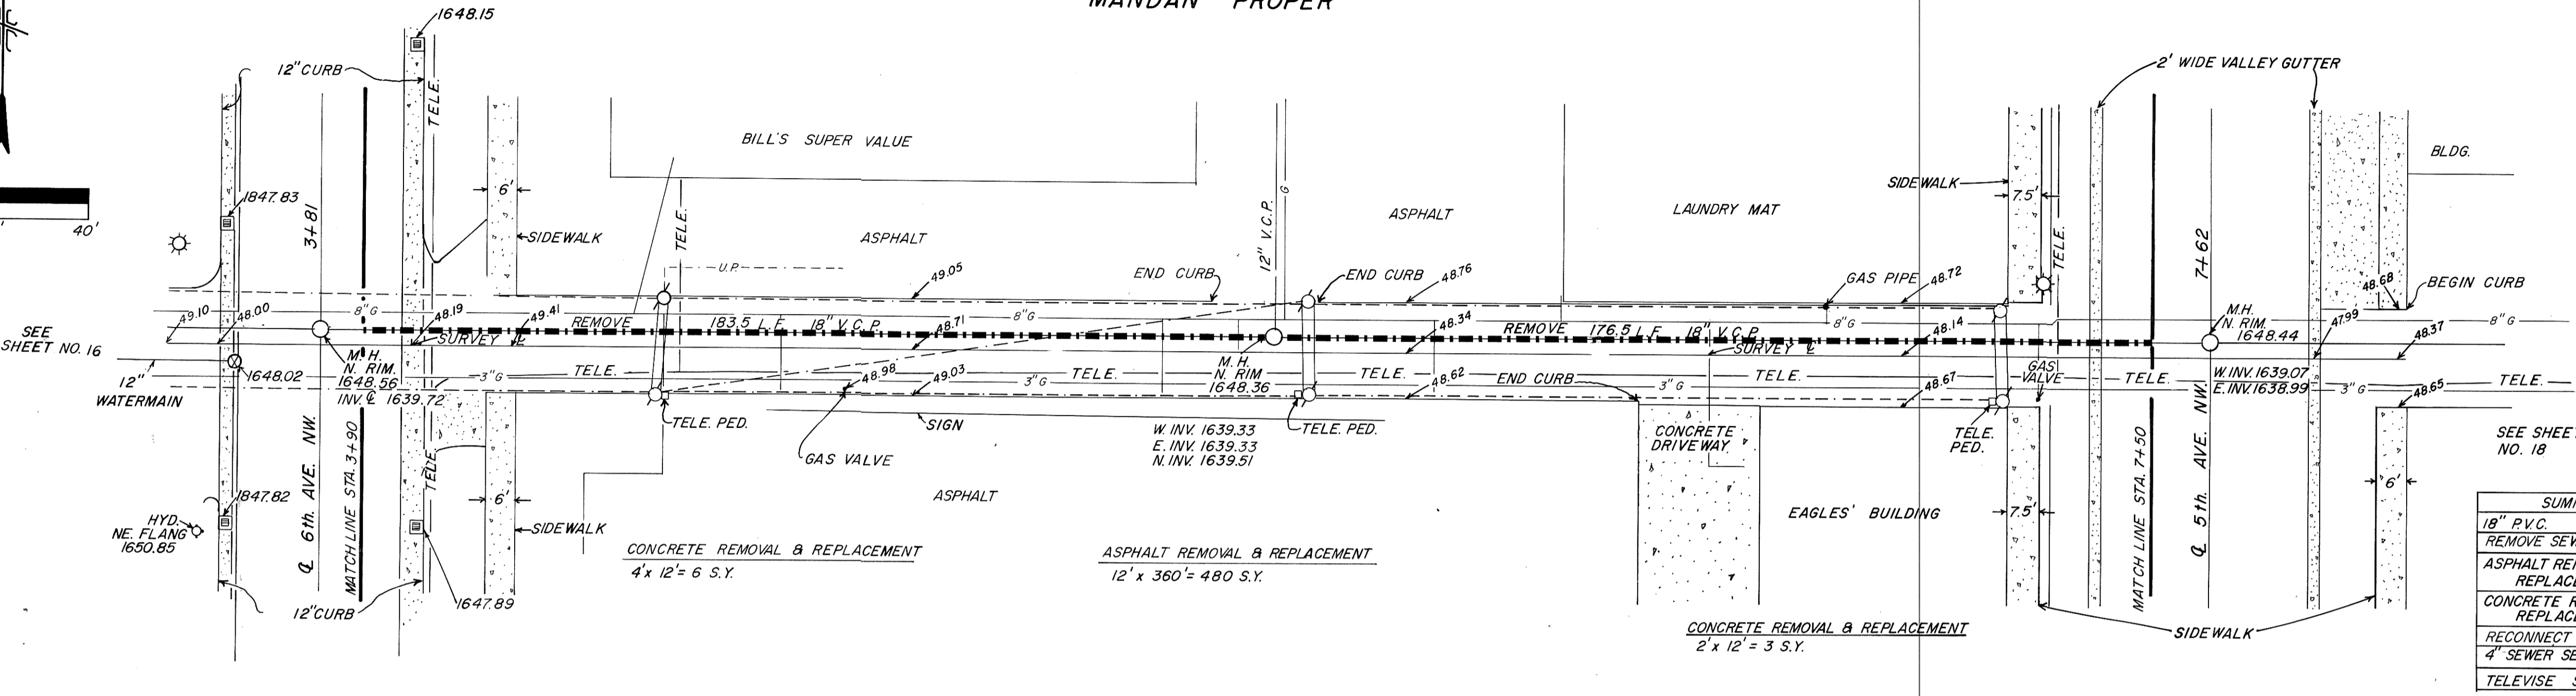 MANDAN PROPER
1648.15
12" CURB
TELE.
2' WIDE VALLEY GUTTER
BILL'S SUPER VALUE
BLDG.
6'
SIDEWALK
7.5'
1847.83
40'
3+81
SIDEWALK
TELE.
ASPHALT
12" V.C.P.
G
ASPHALT
LAUNDRY MAT
TELE.
7+62
U.P.
49.05
END CURB
END CURB
48.76
GAS PIPE
48.72
48.68
BEGIN CURB
49.10
48.00
8"G
48.19
49.41
REMOVE 183.5 L.F. 18" V.C.P.
48.71
8"G
48.34
REMOVE 176.5 L.F. 18" V.C.P.
8"G
48.14
M.H.
N. RIM.
1648.44
47.99
48.37
8"G
SEE
SHEET NO. 16
SURVEY ℄
SURVEY ℄
12"
WATERMAIN
1648.02
M.H.
N. RIM.
1648.56
INV. ℄ 1639.72
3"G
TELE.
48.98
49.03
3"G
TELE.
M.H.
N. RIM
1648.36
TELE.
48.62
END CURB
3"G
TELE.
48.67
GAS
VALVE
TELE.
W. INV. 1639.07
E. INV. 1638.99
3"G
48.65
TELE.
TELE. PED.
SIGN
GAS VALVE
W. INV. 1639.33
E. INV. 1639.33
N. INV. 1639.51
TELE. PED.
CONCRETE
DRIVEWAY
TELE.
PED.
SEE SHEET
NO. 18
℄ 6th. AVE. NW.
MATCH LINE STA. 3+90
TELE.
6'
SIDEWALK
ASPHALT
EAGLES' BUILDING
7.5'
MATCH LINE STA. 7+50
℄ 5th. AVE. NW.
6'
1847.82
HYD.
NE. FLANG
1650.85
12" CURB
1647.89
CONCRETE REMOVAL & REPLACEMENT
4' x 12' = 6 S.Y.
ASPHALT REMOVAL & REPLACEMENT
12' x 360' = 480 S.Y.
CONCRETE REMOVAL & REPLACEMENT
2' x 12' = 3 S.Y.
SIDEWALK
18" P.V.C.
REMOVE
ASPHALT
CONCRETE
RECONNECT
4" SEWER
TELEVISE